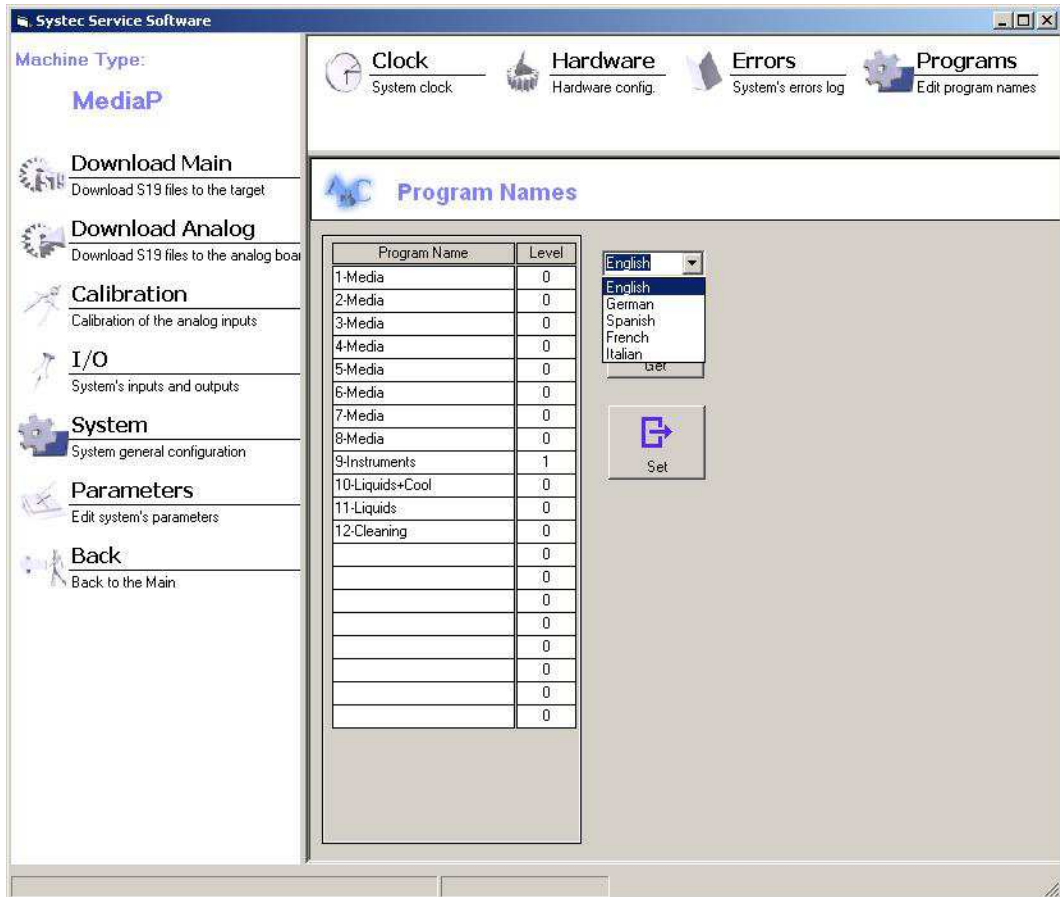 Systec Service Software
Machine Type:
MediaP
Download Main
Download S19 files to the target
Download Analog
Download S19 files to the analog boar
Calibration
Calibration of the analog inputs
I/O
System's inputs and outputs
System
System general configuration
Parameters
Edit system's parameters
Back
Back to the Main
Clock
System clock
Hardware
Hardware config.
Errors
System's errors log
Programs
Edit program names
Program Names
Program Name Level
1-Media 0
2-Media 0
3-Media 0
4-Media 0
5-Media 0
6-Media 0
7-Media 0
8-Media 0
9-Instruments 1
10-Liquids+Cool 0
11-Liquids 0
12-Cleaning 0
0
0
0
0
0
0
0
0
English
English
German
Spanish
French
Italian
Get
Set